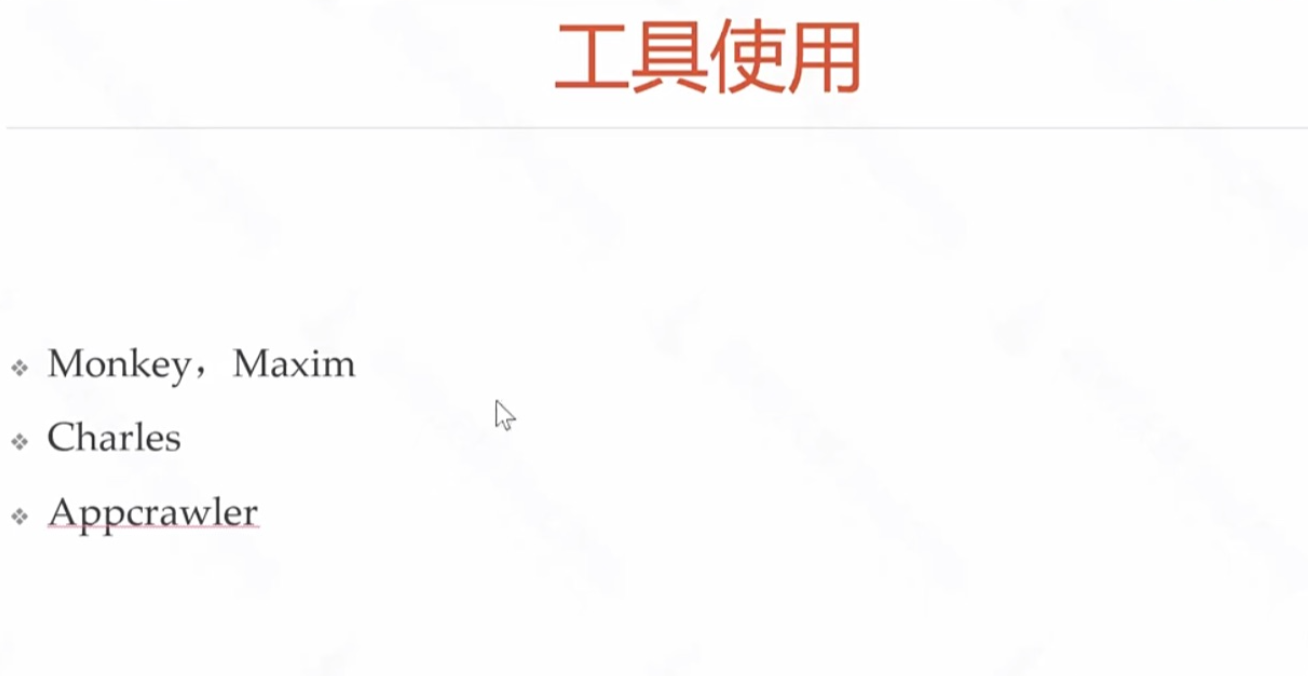 工具使用
Monkey，Maxim
Charles
Appcrawler